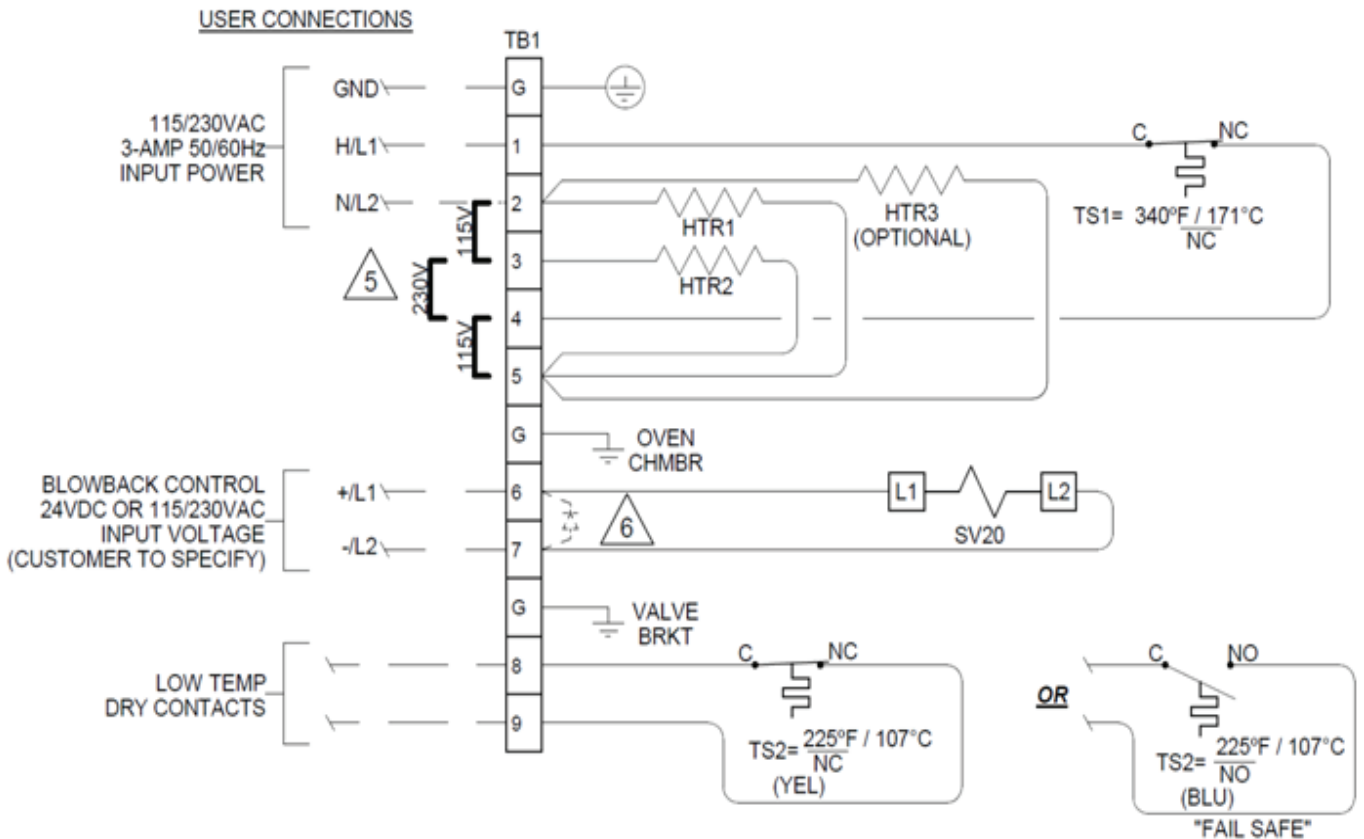 USER CONNECTIONS
TB1
GND
G
115/230VAC
3-AMP 50/60Hz
INPUT POWER
H/L1
1
C
NC
N/L2
2
115V
HTR1
HTR3
(OPTIONAL)
TS1= 340ºF / 171°C
NC
5
230V
3
HTR2
4
115V
5
G
OVEN
CHMBR
BLOWBACK CONTROL
24VDC OR 115/230VAC
INPUT VOLTAGE
(CUSTOMER TO SPECIFY)
+/L1
6
6
L1
L2
SV20
-/L2
7
G
VALVE
BRKT
LOW TEMP
DRY CONTACTS
8
9
C
NC
TS2= 225ºF / 107°C
NC
(YEL)
OR
C
NO
TS2= 225ºF / 107°C
NO
(BLU)
"FAIL SAFE"